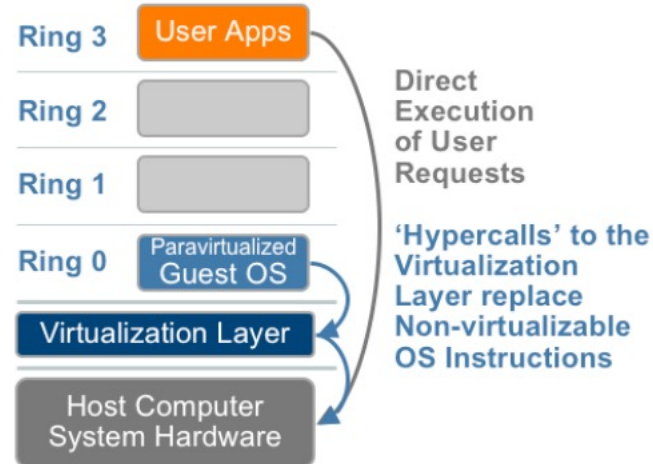 Ring 3
User Apps
Ring 2
Ring 1
Ring 0
Paravirtualized
Guest OS
Virtualization Layer
Host Computer
System Hardware
Direct
Execution
of User
Requests
‘Hypercalls’ to the
Virtualization
Layer replace
Non-virtualizable
OS Instructions